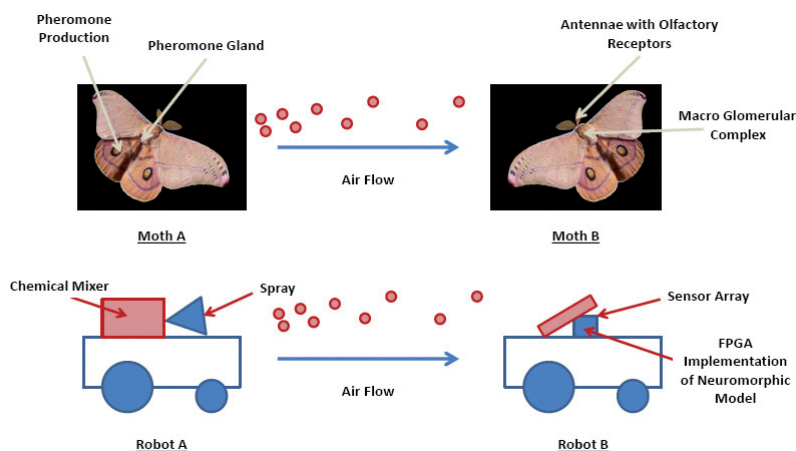 Pheromone
Production
Pheromone Gland
Antennae with Olfactory
Receptors
Macro Glomerular
Complex
Air Flow
Moth A
Moth B
Chemical Mixer
Spray
Sensor Array
FPGA
Implementation
of Neuromorphic
Model
Air Flow
Robot A
Robot B